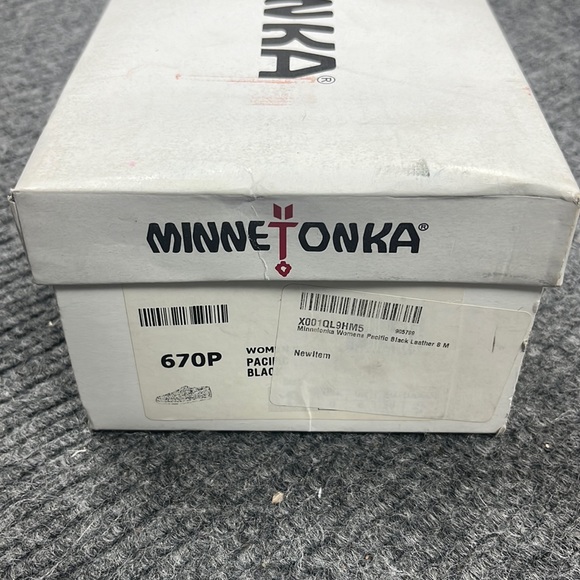 NKA®
MINNETONKA®
X001QL9HM5
Minnetonka Womens Pacific Black Leather 8 M
New Item
670P
WOM
PACI
BLAC